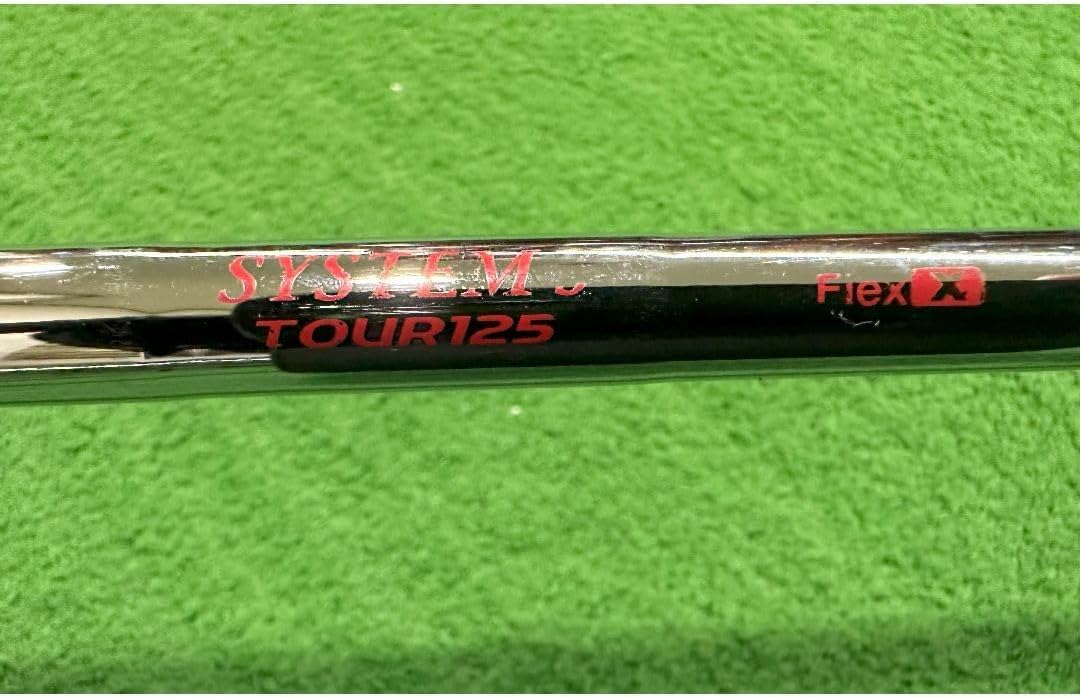 SYSTEM
TOUR125
Flex X